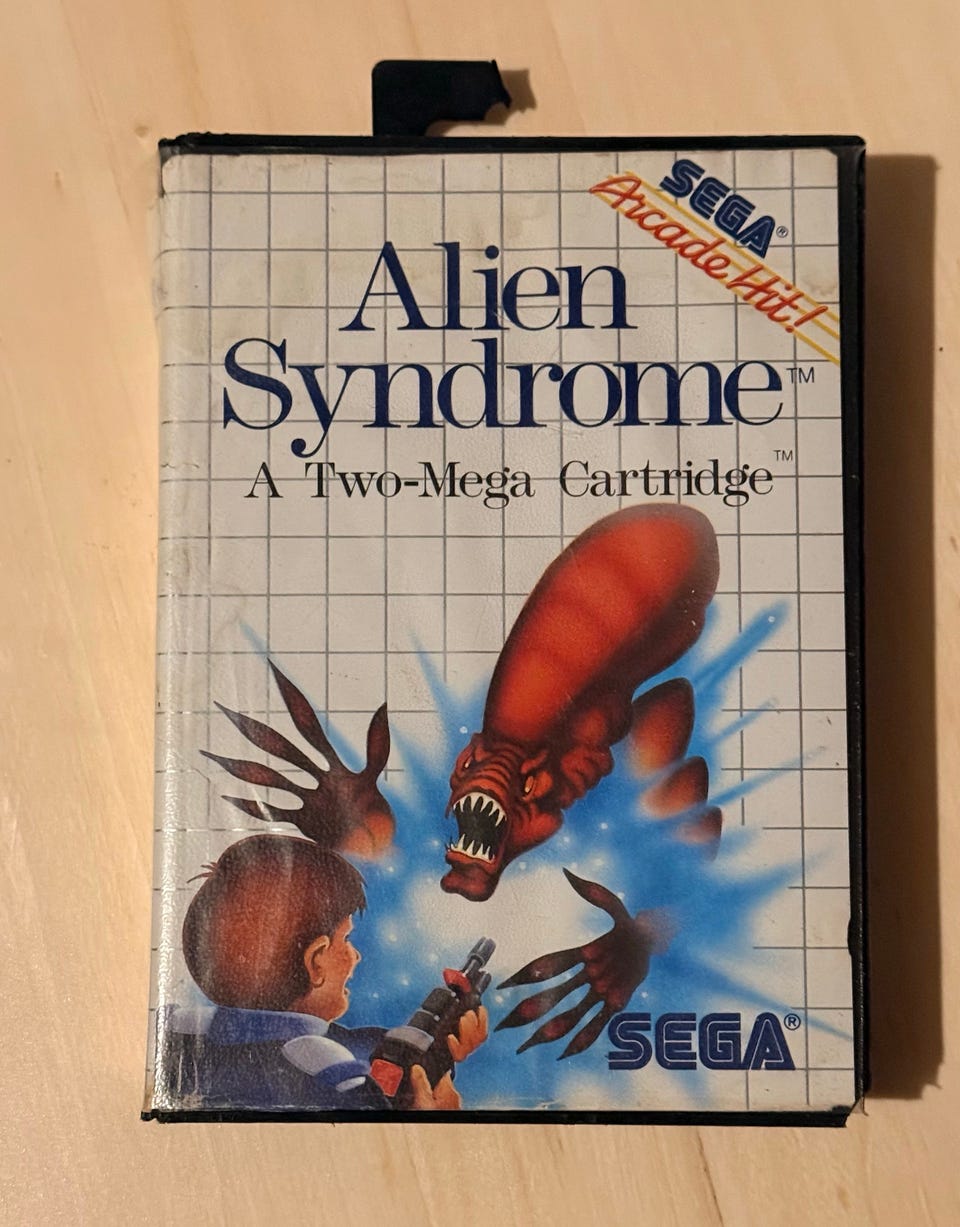 SEGA®
Arcade Hit!
Alien
Syndrome™
A Two-Mega Cartridge™
SEGA®